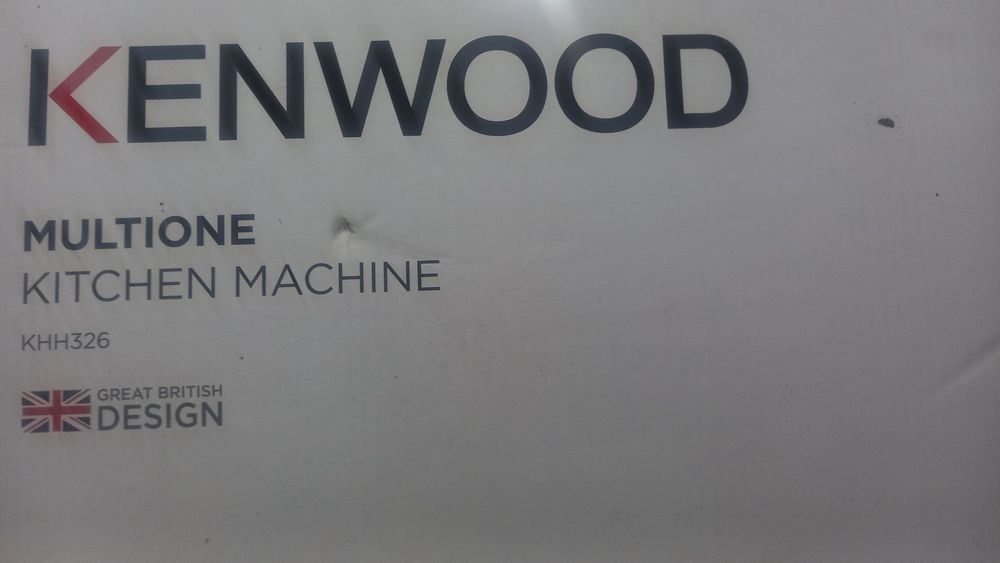 KENWOOD
MULTIONE
KITCHEN MACHINE
KHH326
GREAT BRITISH
DESIGN